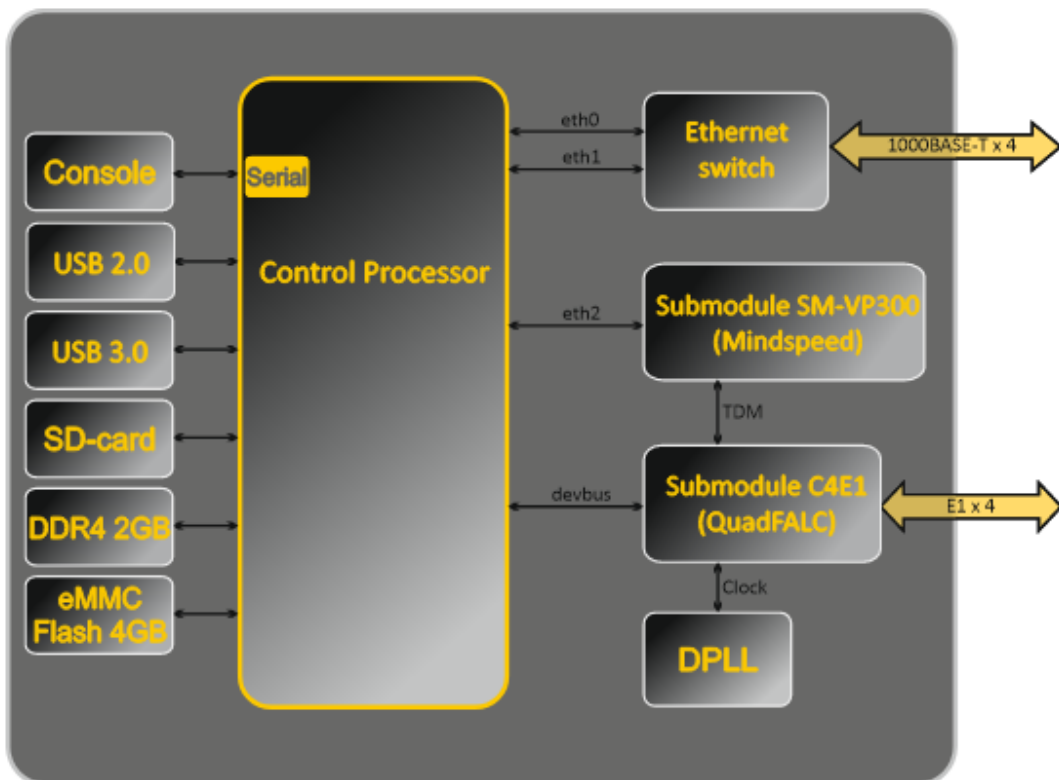 Console
USB 2.0
USB 3.0
SD-card
DDR4 2GB
eMMC
Flash 4GB
Serial
Control Processor
eth0
eth1
eth2
devbus
Ethernet
switch
1000BASE-T x 4
Submodule SM-VP300
(Mindspeed)
TDM
Submodule C4E1
(QuadFALC)
E1 x 4
Clock
DPLL